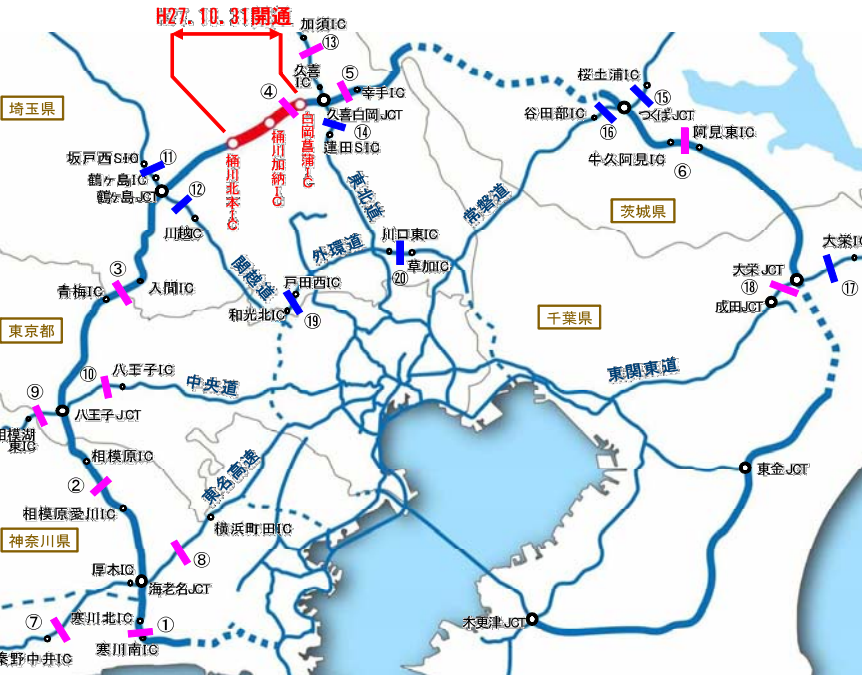 H27.10.31開通
加須IC
⑬
久喜
IC
⑤
幸手IC
④
久喜白岡JCT
⑭
蓮田SIC
白岡菖蒲IC
桶川加納IC
桶川北本IC
埼玉県
坂戸西SIC
⑪
鶴ヶ島IC
鶴ヶ島JCT
⑫
川越IC
関越道
東北道
常磐道
外環道
川口東IC
⑳
草加IC
戸田西IC
和光北IC
⑲
桜土浦IC
⑮
谷田部IC
⑯
つくばJCT
阿見東IC
牛久阿見IC
⑥
茨城県
大栄IC
大栄JCT
⑱
⑰
成田JCT
千葉県
東関東道
③
青梅IC
入間IC
東京都
八王子IC
⑩
中央道
⑨
八王子JCT
相模湖
東IC
相模原IC
②
相模原愛川IC
東名高速
横浜町田IC
⑧
神奈川県
厚木IC
海老名JCT
寒川北IC
⑦
①
寒川南IC
秦野中井IC
東金JCT
木更津JCT